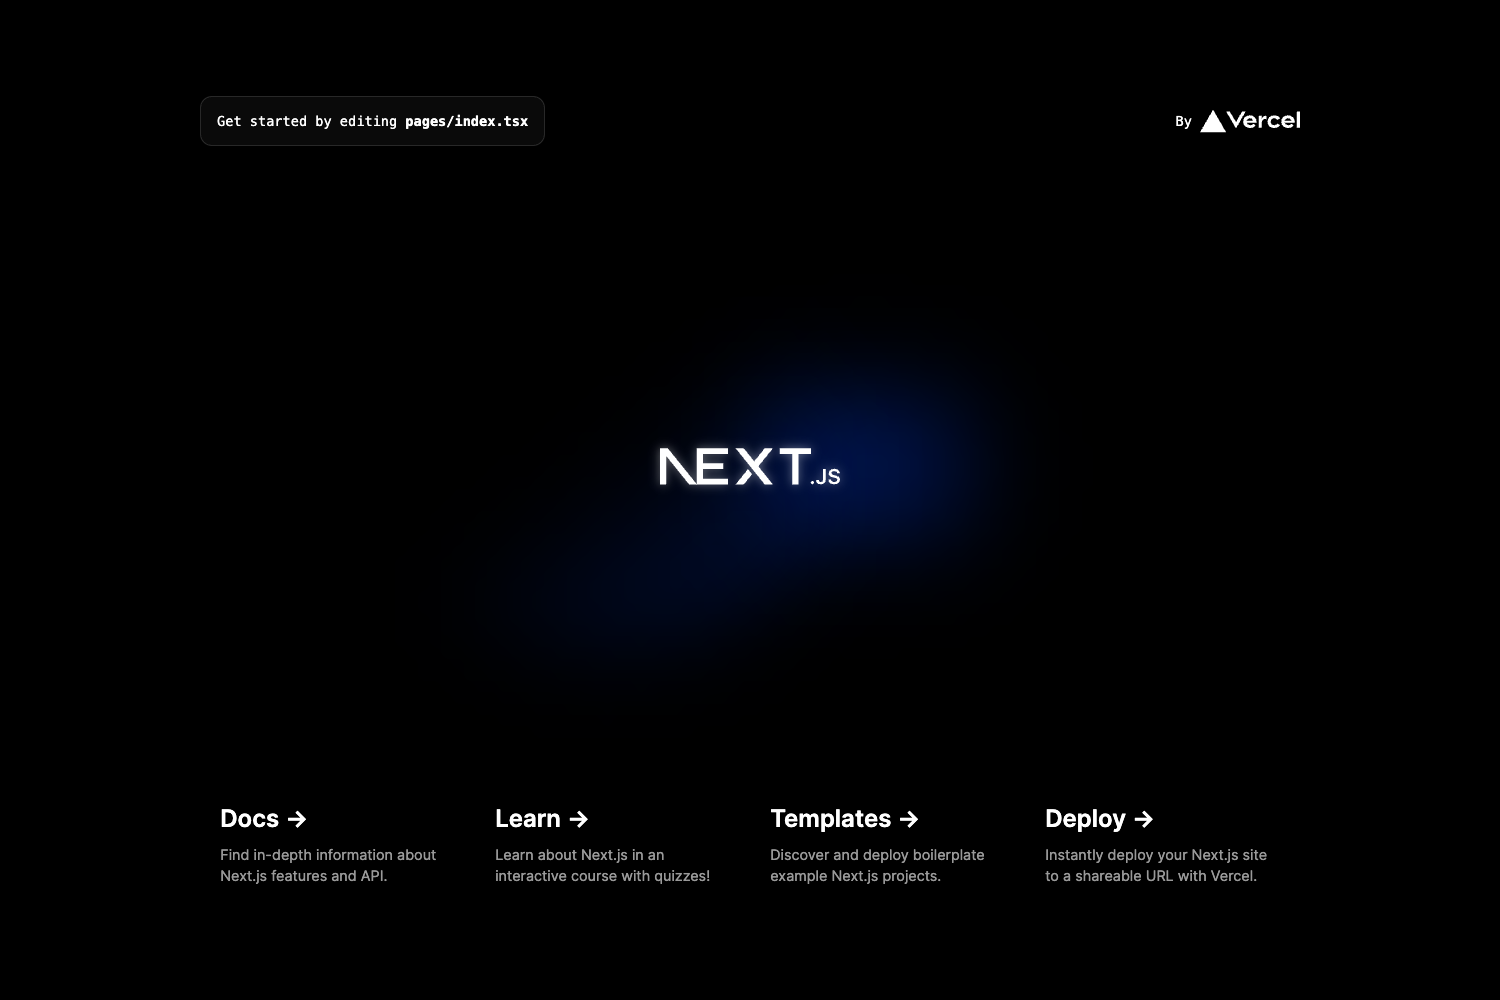 Get started by editing pages/index.tsx
By Vercel
NEXT.JS
Docs →
Find in-depth information about
Next.js features and API.
Learn →
Learn about Next.js in an
interactive course with quizzes!
Templates →
Discover and deploy boilerplate
example Next.js projects.
Deploy →
Instantly deploy your Next.js site
to a shareable URL with Vercel.